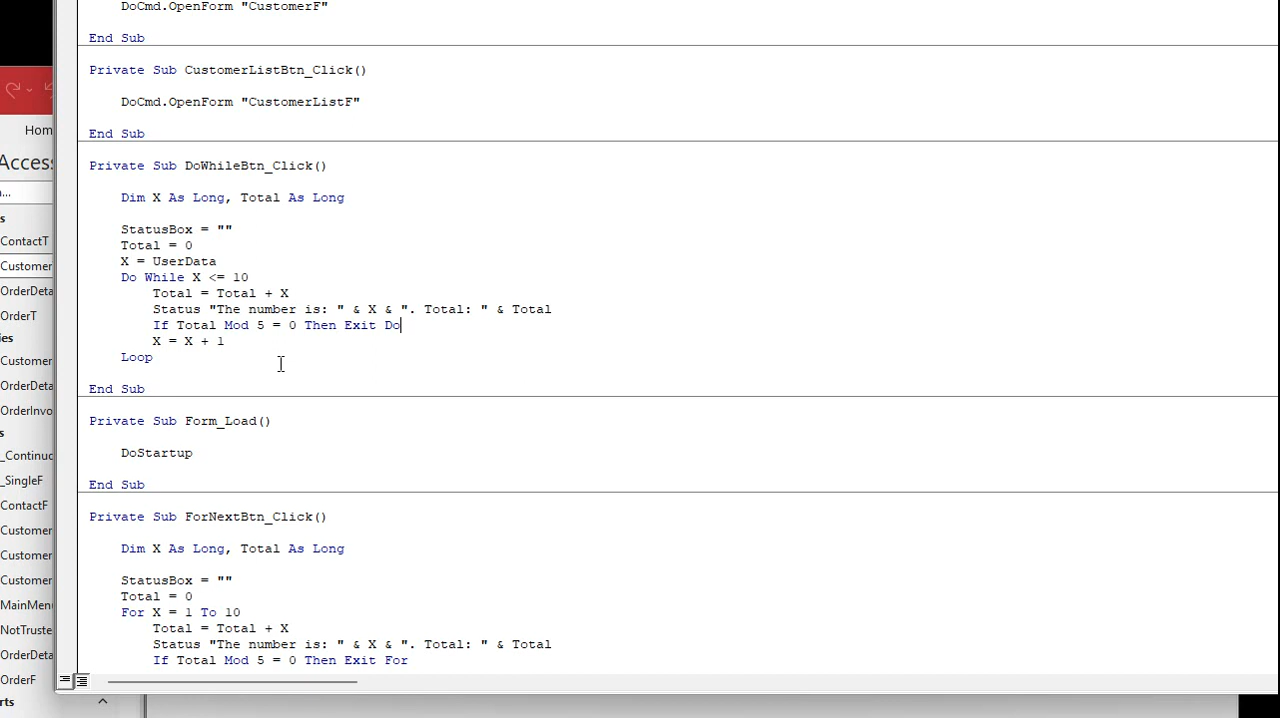 DoCmd.OpenForm "CustomerF"
End Sub
Private Sub CustomerListBtn_Click()
DoCmd.OpenForm "CustomerListF"
End Sub
Private Sub DoWhileBtn_Click()
Dim X As Long, Total As Long
StatusBox = ""
Total = 0
X = UserData
Do While X <= 10
Total = Total + X
Status "The number is: " & X & ". Total: " & Total
If Total Mod 5 = 0 Then Exit Do
X = X + 1
Loop
End Sub
Private Sub Form_Load()
DoStartup
End Sub
Private Sub ForNextBtn_Click()
Dim X As Long, Total As Long
StatusBox = ""
Total = 0
For X = 1 To 10
Total = Total + X
Status "The number is: " & X & ". Total: " & Total
If Total Mod 5 = 0 Then Exit For
Hom
Acces
...
s
ContactT
Customer
OrderDeta
OrderT
ries
Customer
OrderDeta
OrderInvo
s
_Continuc
_SingleF
ContactF
Customer
Customer
Customer
MainMenu
NotTruste
OrderDeta
OrderF
rts